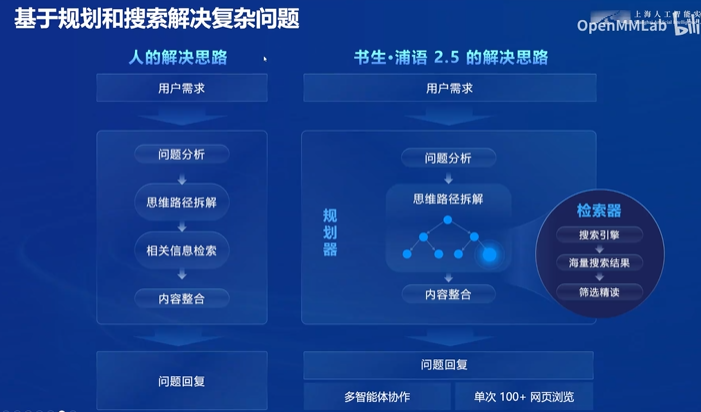 基于规划和搜索解决复杂问题
上海人工智能实
OpenMMLab bili
人的解决思路
用户需求
问题分析
思维路径拆解
相关信息检索
内容整合
问题回复
书生·浦语 2.5 的解决思路
用户需求
规划器
问题分析
思维路径拆解
内容整合
检索器
搜索引擎
海量搜索结果
筛选精读
问题回复
多智能体协作
单次 100+ 网页浏览